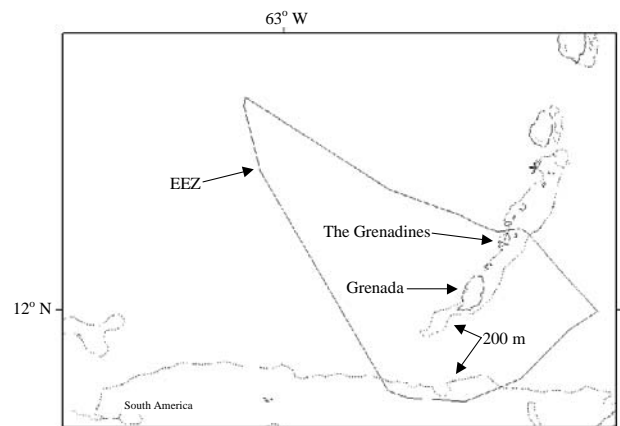 63° W
EEZ
The Grenadines
Grenada
12° N
200 m
South America